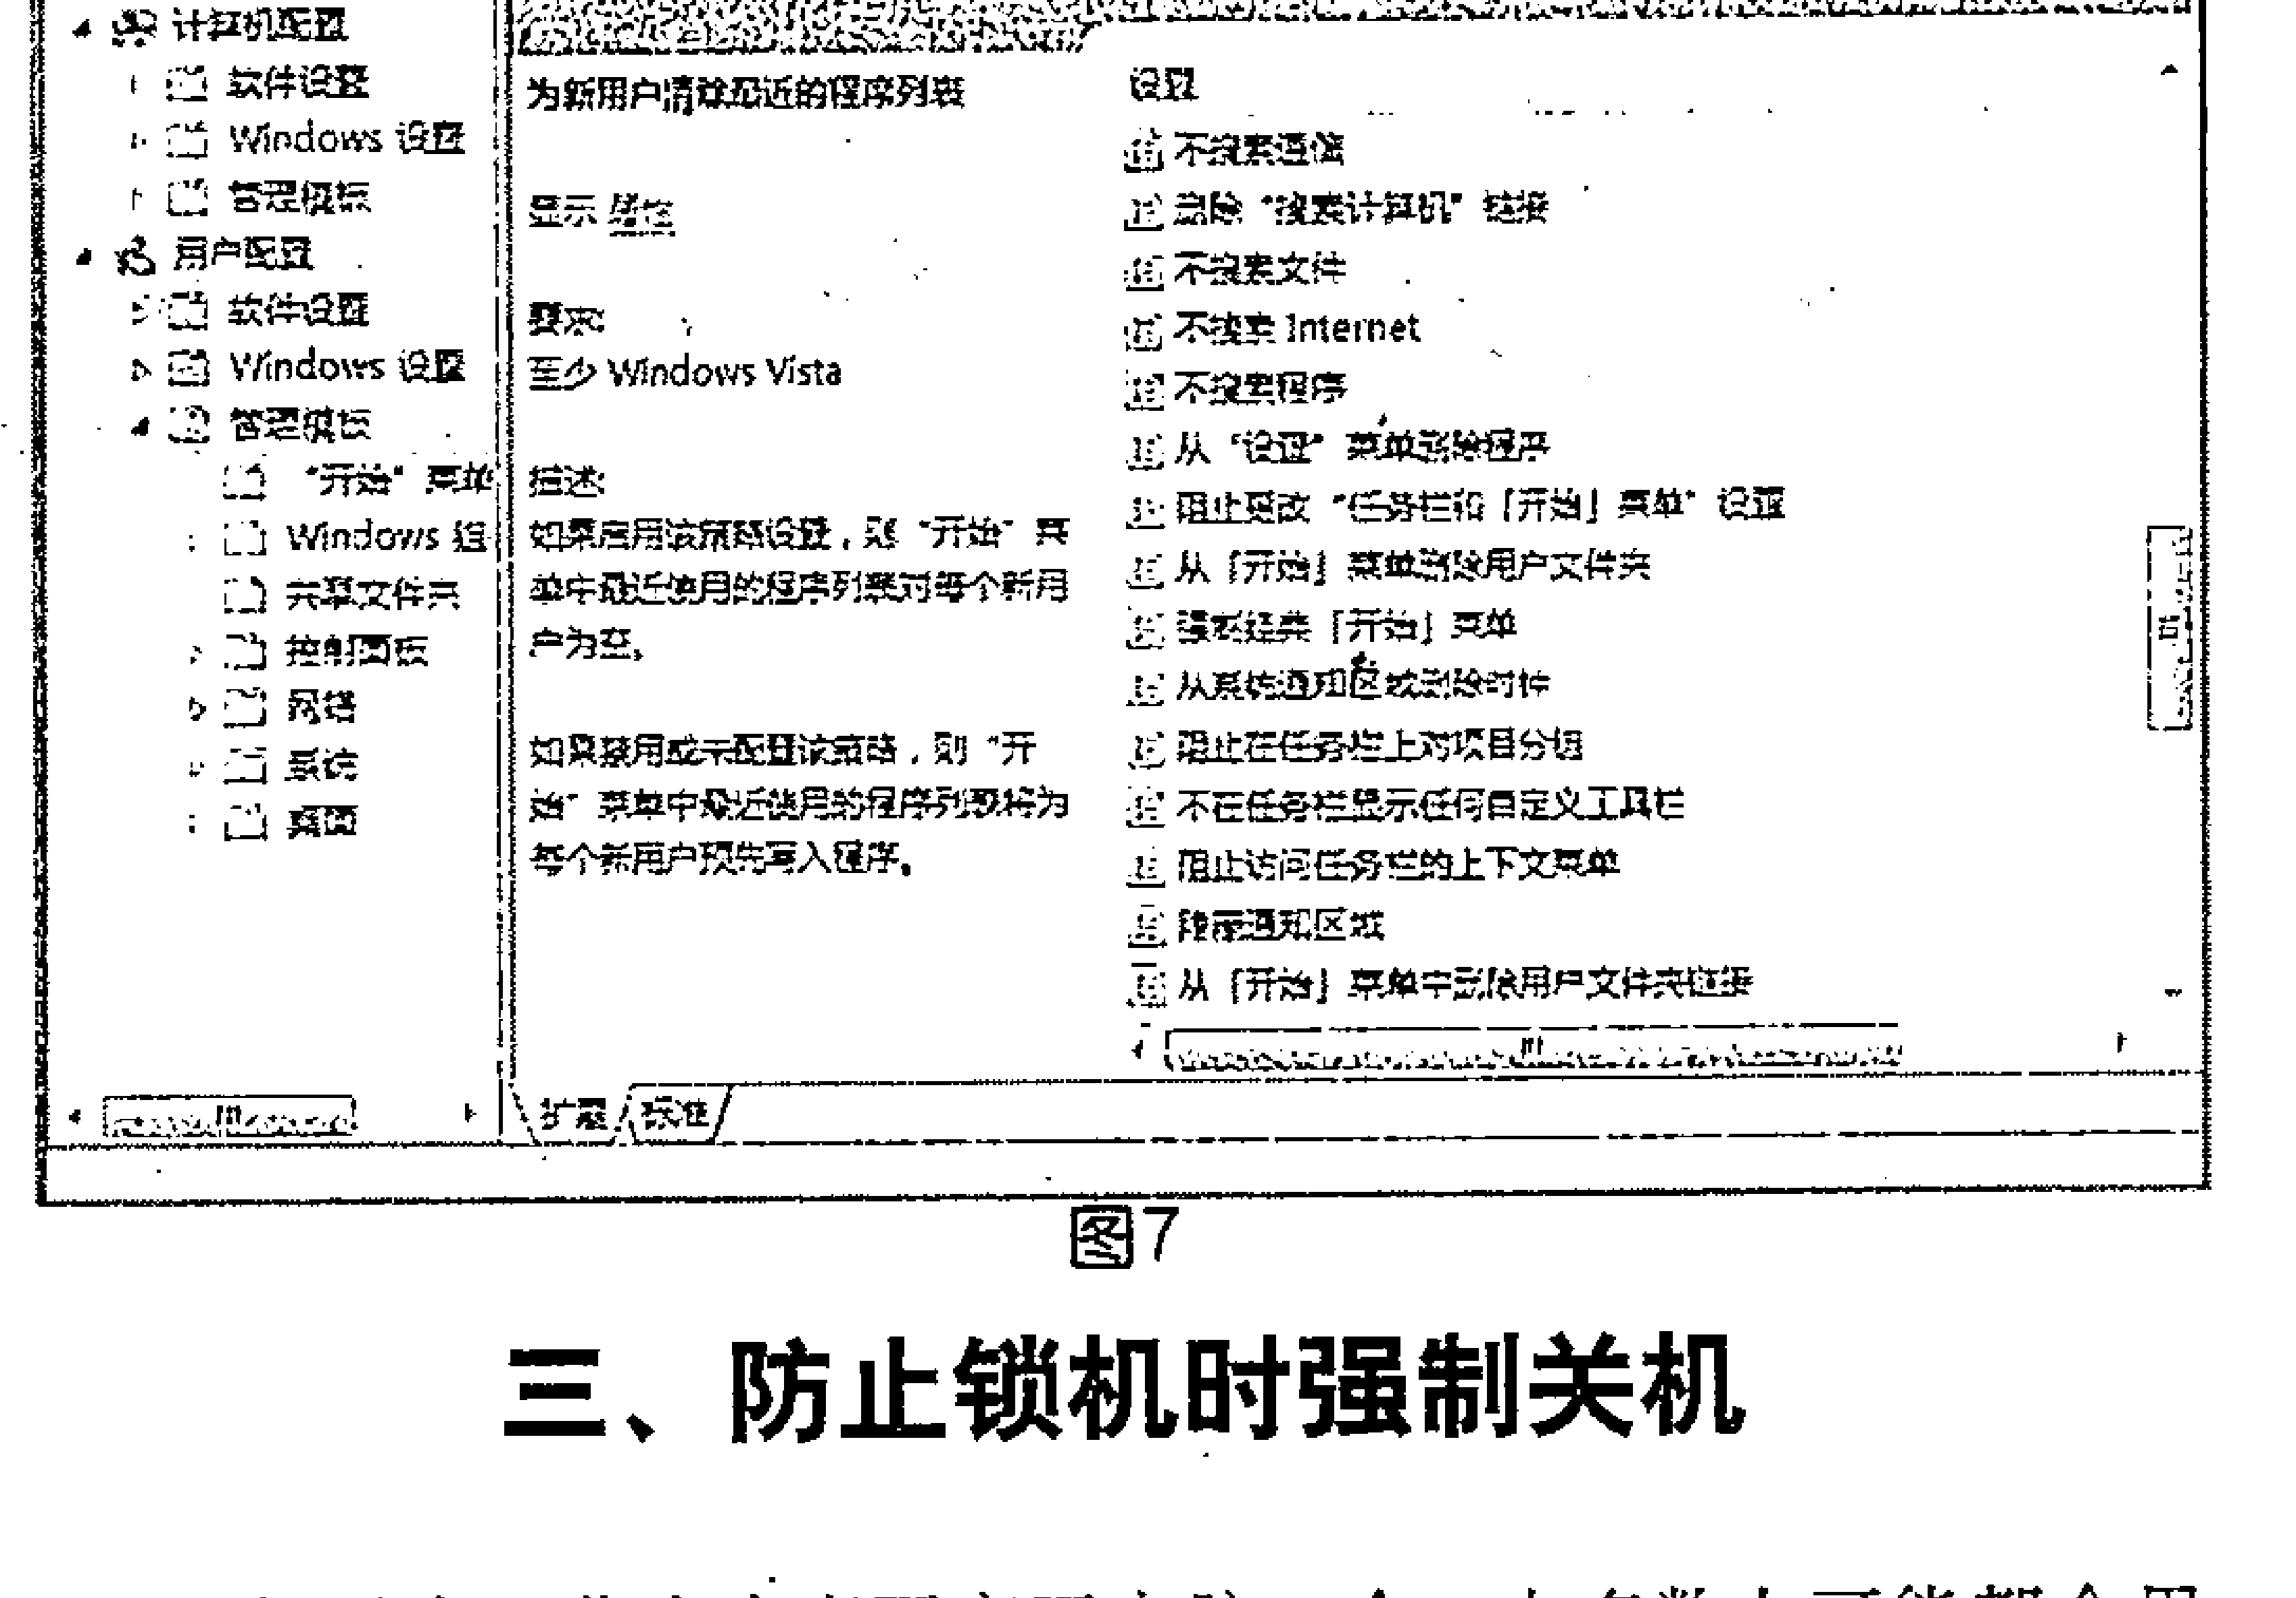 计算机配置
软件设置
Windows 设置
管理模板
用户配置
软件设置
Windows 设置
管理模板
"开始" 菜单
Windows 组
共享文件夹
控制面板
网络
系统
桌面
为新用户清除最近的程序列表
显示 属性
要求:
至少 Windows Vista
描述:
如果启用该策略设置，则 "开始" 菜
单中最近使用的程序列表对每个新用
户为空。
如果禁用或未配置该策略，则 "开
始" 菜单中最近使用的程序列表将为
每个新用户预先写入程序。
设置
不搜索通信
删除 "搜索计算机" 链接
不搜索文件
不搜索 Internet
不搜索程序
从 "设置" 菜单删除程序
阻止更改 "任务栏和「开始」菜单" 设置
从「开始」菜单删除用户文件夹
强制经典「开始」菜单
从系统通知区域删除时钟
阻止在任务栏上对项目分组
不在任务栏显示任何自定义工具栏
阻止访问任务栏的上下文菜单
隐藏通知区域
从「开始」菜单中删除用户文件夹链接
扩展 标准
图7
三、防止锁机时强制关机